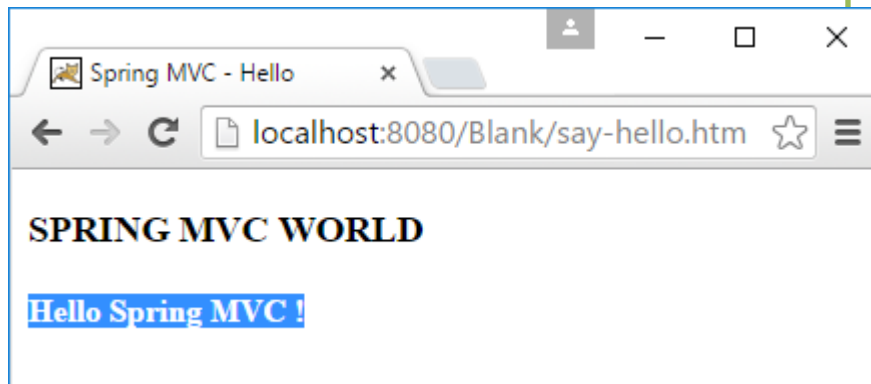 Spring MVC - Hello
localhost:8080/Blank/say-hello.htm
SPRING MVC WORLD
Hello Spring MVC !